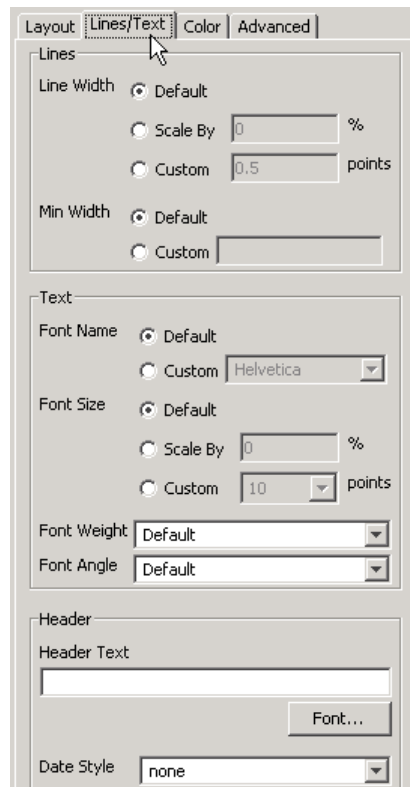 Layout Lines/Text Color Advanced
Lines
Line Width Default
Scale By 0 %
Custom 0.5 points
Min Width Default
Custom
Text
Font Name Default
Custom Helvetica
Font Size Default
Scale By 0 %
Custom 10 points
Font Weight Default
Font Angle Default
Header
Header Text
Font...
Date Style none